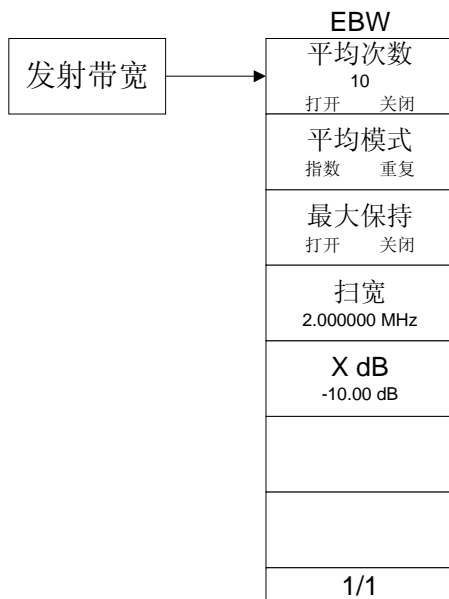 发射带宽
EBW
平均次数
10
打开 关闭
平均模式
指数 重复
最大保持
打开 关闭
扫宽
2.000000 MHz
X dB
-10.00 dB
1/1